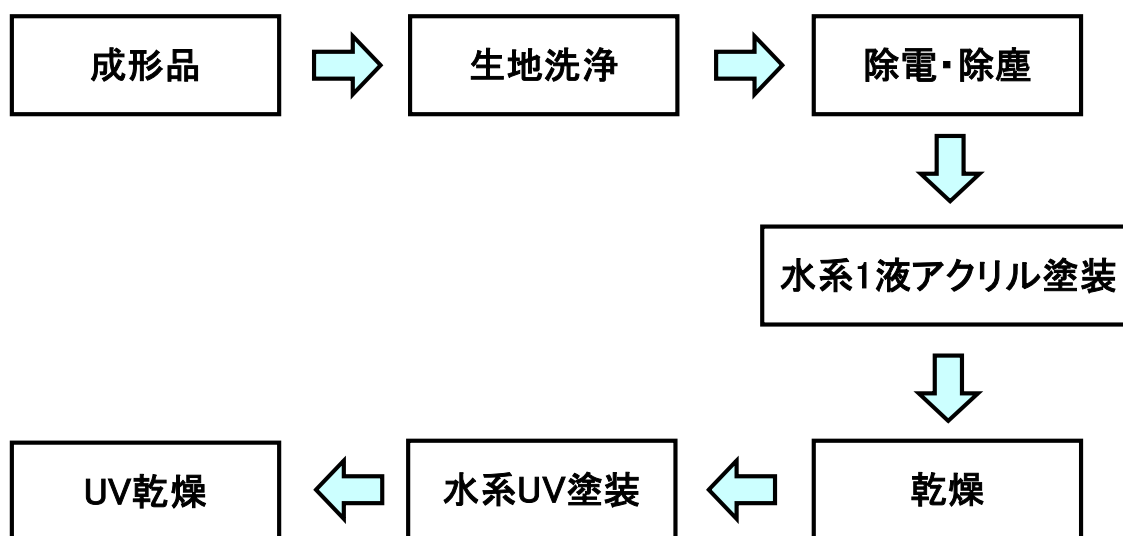 成形品
生地洗浄
除電・除塵
水系1液アクリル塗装
乾燥
水系UV塗装
UV乾燥